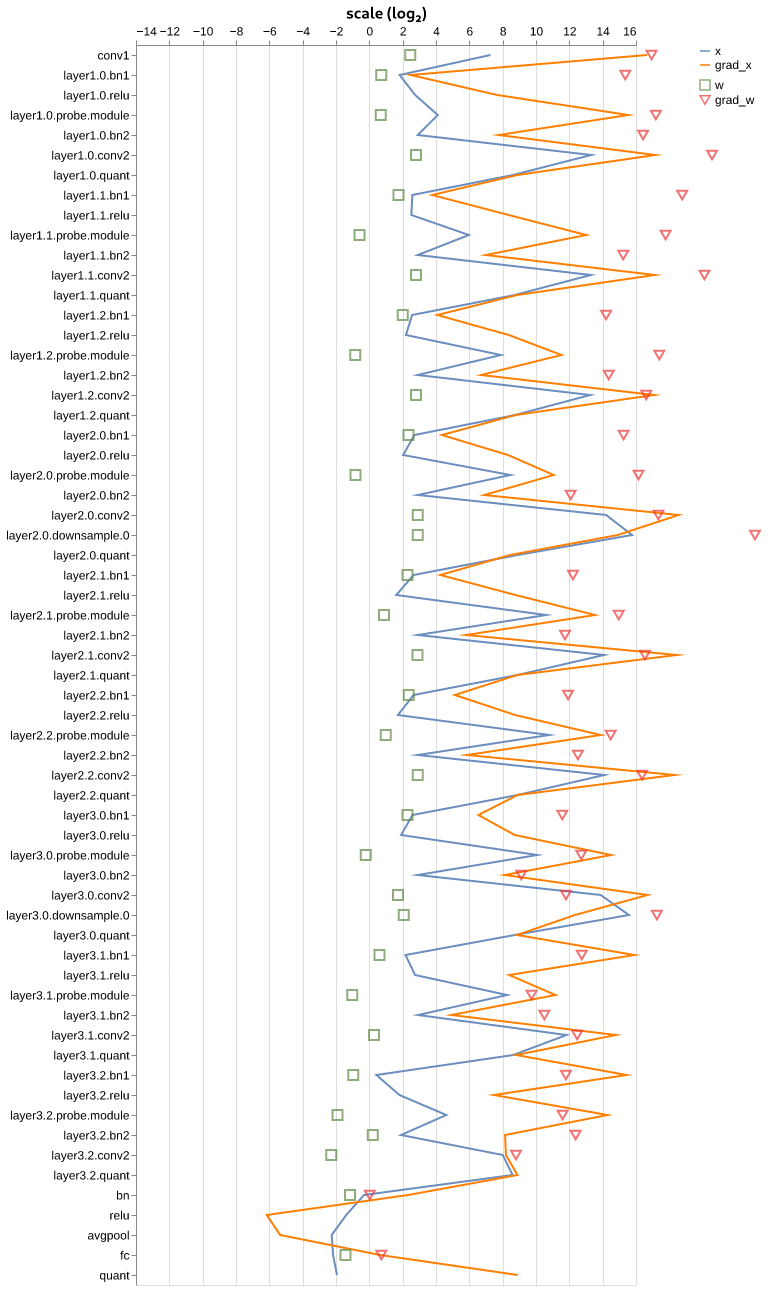 scale (log₂)
−14 −12 −10 −8 −6 −4 −2 0 2 4 6 8 10 12 14 16
conv1
layer1.0.bn1
layer1.0.relu
layer1.0.probe.module
layer1.0.bn2
layer1.0.conv2
layer1.0.quant
layer1.1.bn1
layer1.1.relu
layer1.1.probe.module
layer1.1.bn2
layer1.1.conv2
layer1.1.quant
layer1.2.bn1
layer1.2.relu
layer1.2.probe.module
layer1.2.bn2
layer1.2.conv2
layer1.2.quant
layer2.0.bn1
layer2.0.relu
layer2.0.probe.module
layer2.0.bn2
layer2.0.conv2
layer2.0.downsample.0
layer2.0.quant
layer2.1.bn1
layer2.1.relu
layer2.1.probe.module
layer2.1.bn2
layer2.1.conv2
layer2.1.quant
layer2.2.bn1
layer2.2.relu
layer2.2.probe.module
layer2.2.bn2
layer2.2.conv2
layer2.2.quant
layer3.0.bn1
layer3.0.relu
layer3.0.probe.module
layer3.0.bn2
layer3.0.conv2
layer3.0.downsample.0
layer3.0.quant
layer3.1.bn1
layer3.1.relu
layer3.1.probe.module
layer3.1.bn2
layer3.1.conv2
layer3.1.quant
layer3.2.bn1
layer3.2.relu
layer3.2.probe.module
layer3.2.bn2
layer3.2.conv2
layer3.2.quant
bn
relu
avgpool
fc
quant
x
grad_x
w
grad_w